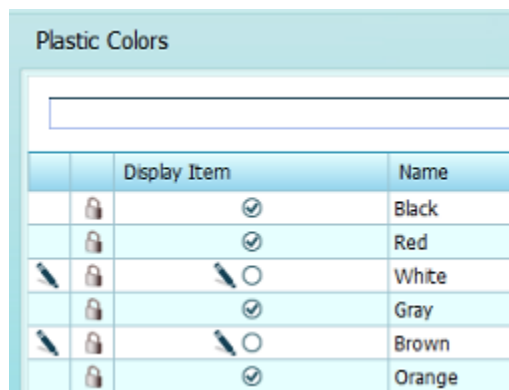 Plastic Colors
Display Item Name
Black
Red
White
Gray
Brown
Orange